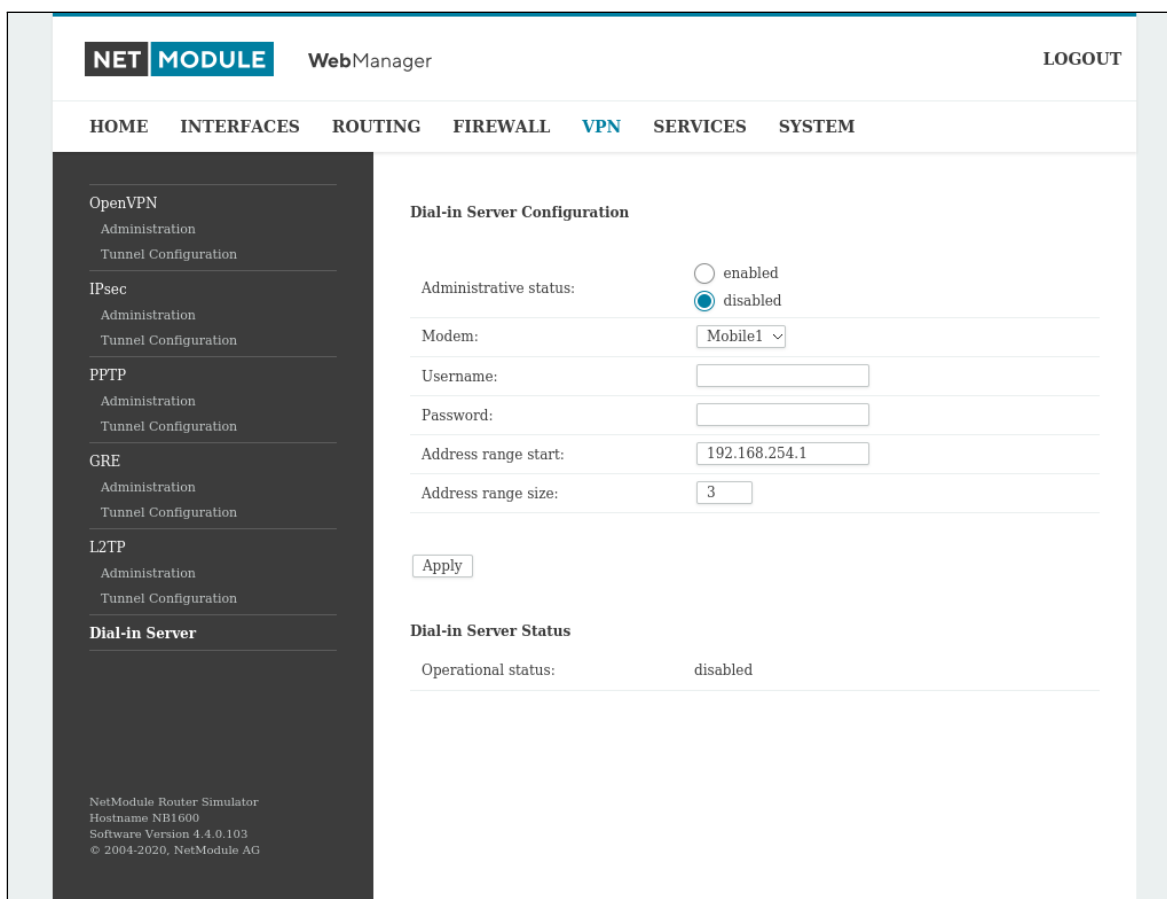 NET MODULE WebManager LOGOUT
HOME INTERFACES ROUTING FIREWALL VPN SERVICES SYSTEM
OpenVPN
Administration
Tunnel Configuration
IPsec
Administration
Tunnel Configuration
PPTP
Administration
Tunnel Configuration
GRE
Administration
Tunnel Configuration
L2TP
Administration
Tunnel Configuration
Dial-in Server
NetModule Router Simulator
Hostname NB1600
Software Version 4.4.0.103
© 2004-2020, NetModule AG
Dial-in Server Configuration
Administrative status: enabled
disabled
Modem: Mobile1
Username:
Password:
Address range start: 192.168.254.1
Address range size: 3
Apply
Dial-in Server Status
Operational status: disabled